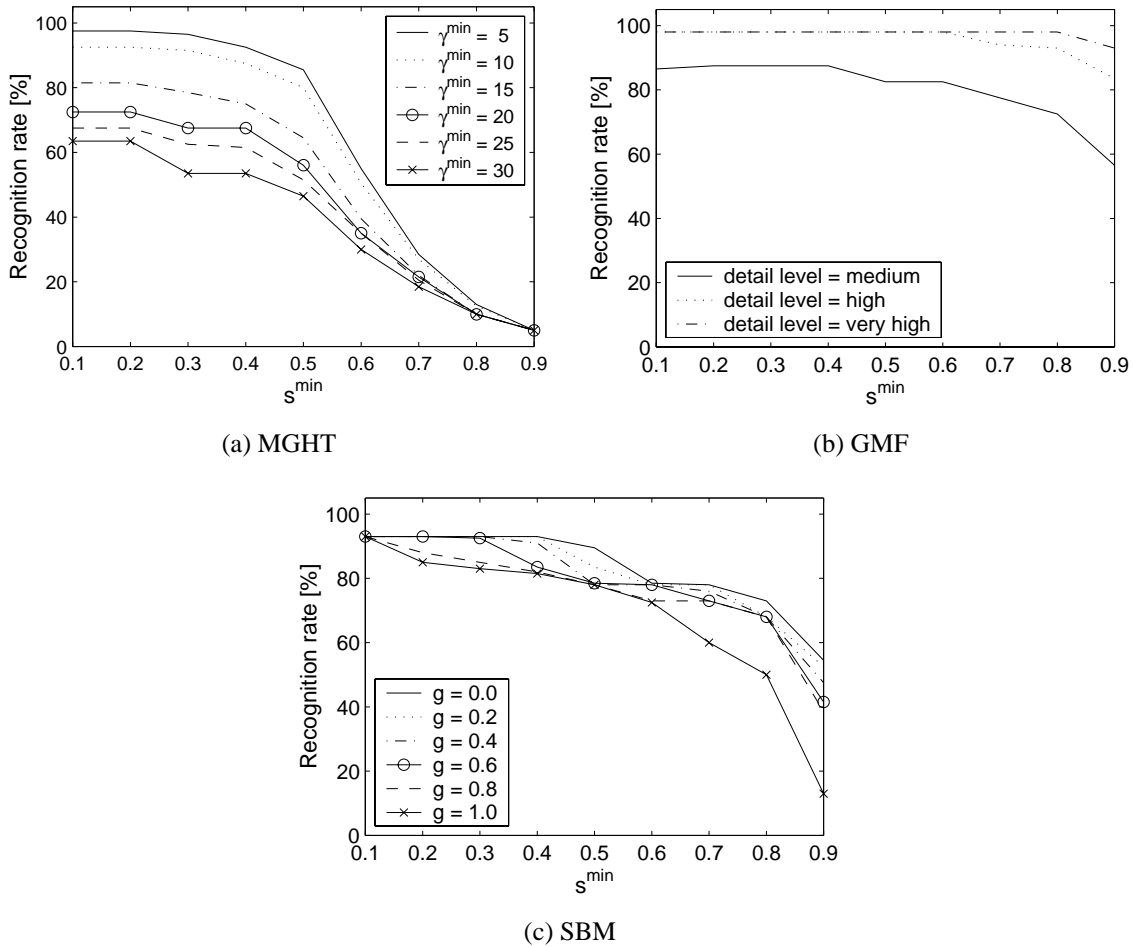 100
80
60
40
20
0
Recognition rate [%]
0.1 0.2 0.3 0.4 0.5 0.6 0.7 0.8 0.9
s^min
γ^min = 5
γ^min = 10
γ^min = 15
γ^min = 20
γ^min = 25
γ^min = 30
(a) MGHT
100
80
60
40
20
0
Recognition rate [%]
detail level = medium
detail level = high
detail level = very high
0.1 0.2 0.3 0.4 0.5 0.6 0.7 0.8 0.9
s^min
(b) GMF
100
80
60
40
20
0
Recognition rate [%]
g = 0.0
g = 0.2
g = 0.4
g = 0.6
g = 0.8
g = 1.0
0.1 0.2 0.3 0.4 0.5 0.6 0.7 0.8 0.9
s^min
(c) SBM